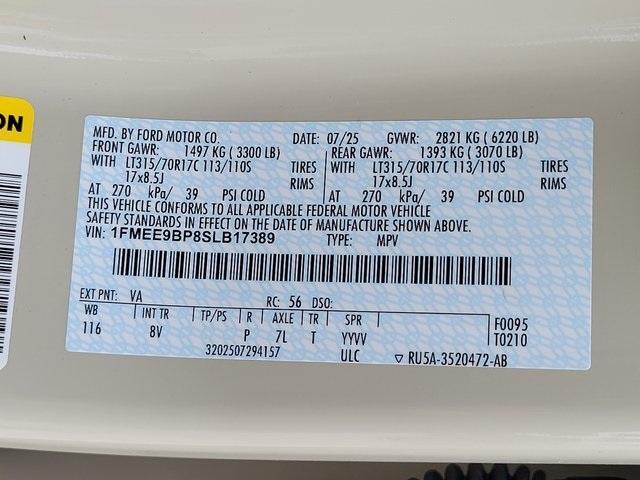 ON
MFD. BY FORD MOTOR CO. DATE: 07/25 GVWR: 2821 KG ( 6220 LB)
FRONT GAWR: 1497 KG ( 3300 LB) REAR GAWR: 1393 KG ( 3070 LB)
WITH LT315/70R17C 113/110S TIRES WITH LT315/70R17C 113/110S TIRES
17x8.5J RIMS 17x8.5J RIMS
AT 270 kPa/ 39 PSI COLD AT 270 kPa/ 39 PSI COLD
THIS VEHICLE CONFORMS TO ALL APPLICABLE FEDERAL MOTOR VEHICLE
SAFETY STANDARDS IN EFFECT ON THE DATE OF MANUFACTURE SHOWN ABOVE.
VIN: 1FMEE9BP8SLB17389 TYPE: MPV
EXT PNT: VA RC: 56 DSO:
WB INT TR TP/PS R AXLE TR SPR F0095
116 8V P 7L T YYVV T0210
3202507294157 ULC ▽ RU5A-3520472-AB